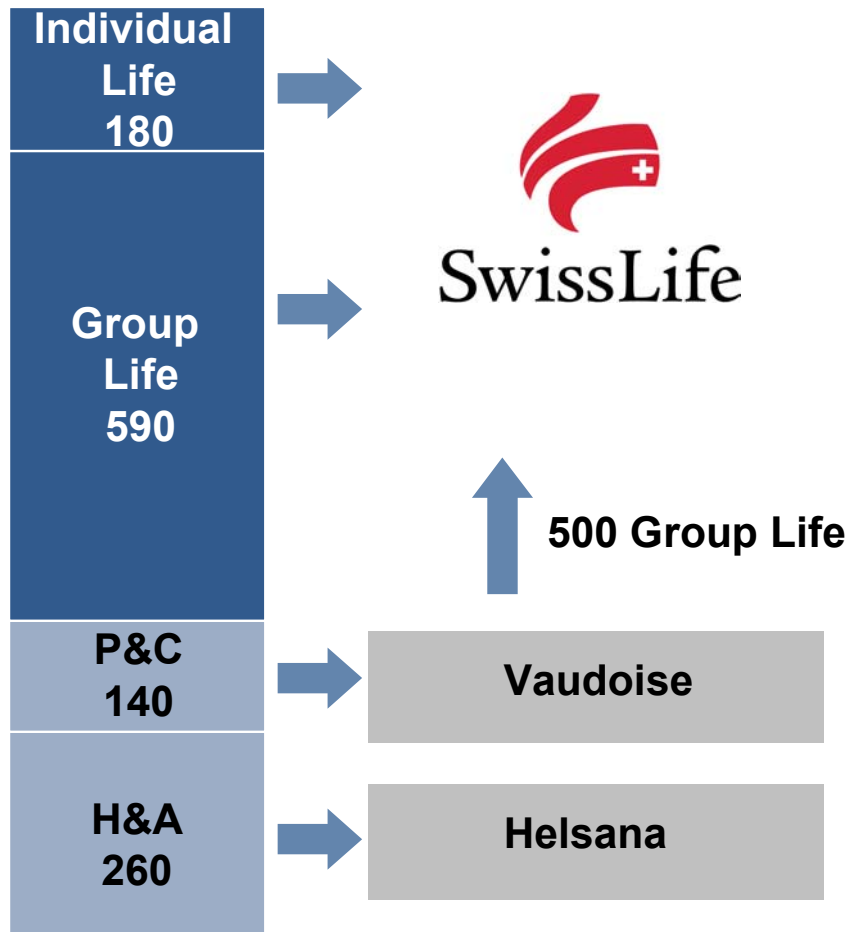 Individual
Life
180
SwissLife
Group
Life
590
500 Group Life
P&C
140
Vaudoise
H&A
260
Helsana